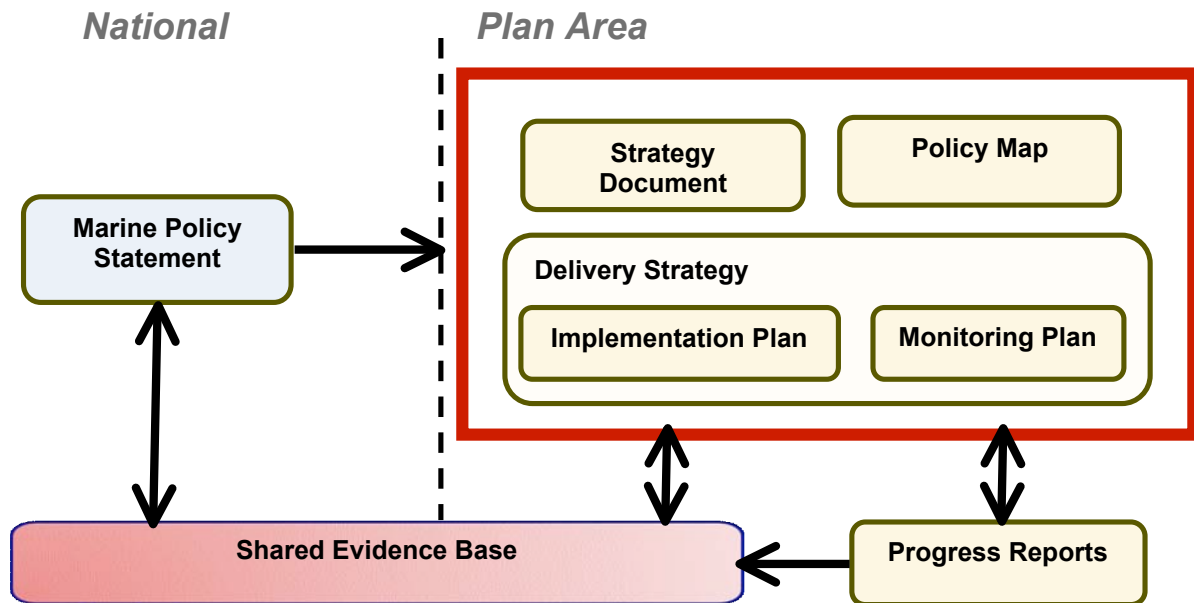 National
Plan Area
Strategy
Document
Policy Map
Marine Policy
Statement
Delivery Strategy
Implementation Plan
Monitoring Plan
Shared Evidence Base
Progress Reports